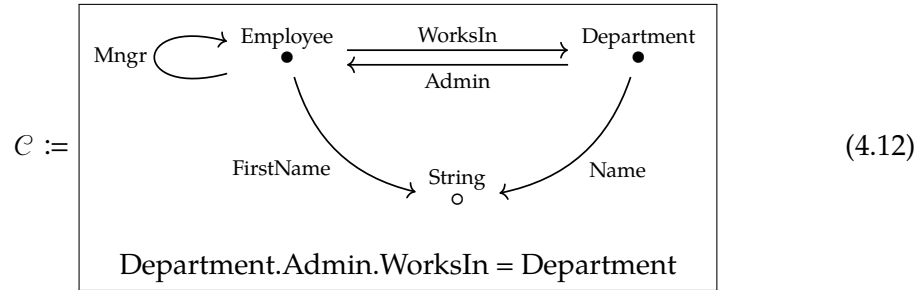 Employee WorksIn Department
Mngr
Admin
𝒞 := (4.12)
FirstName String Name
Department.Admin.WorksIn = Department